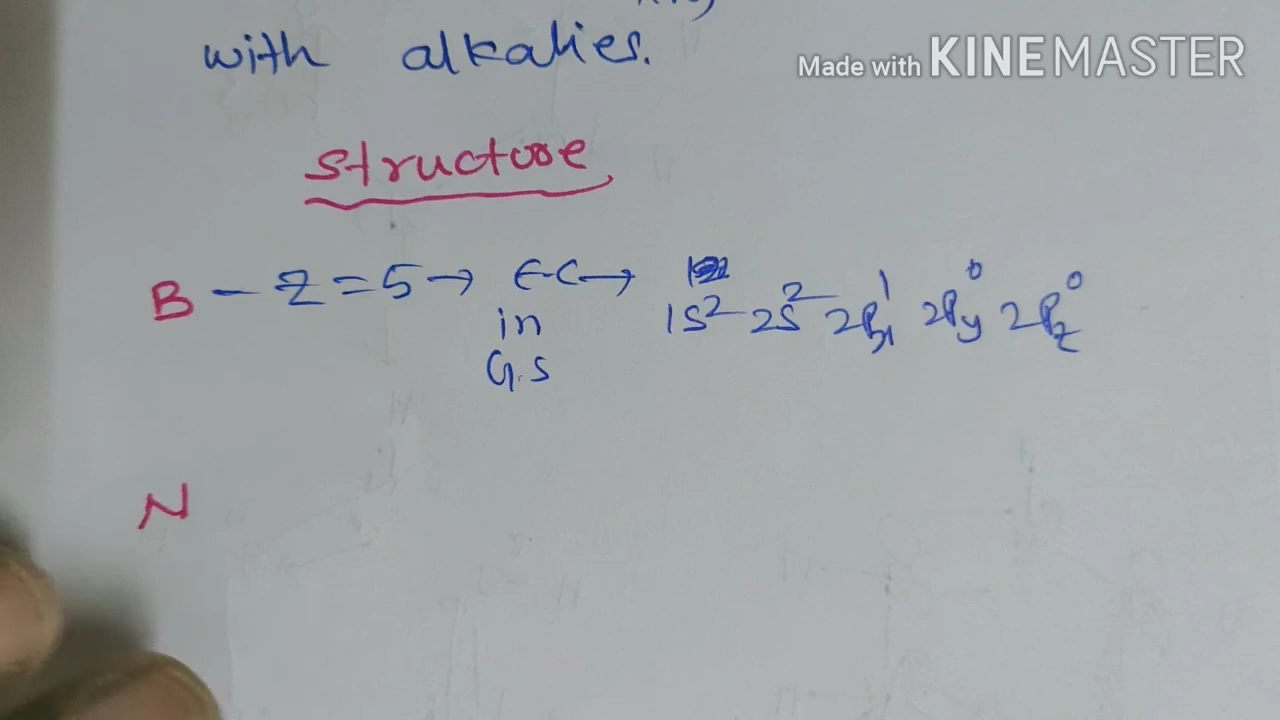 with alkalies.
Made with KINEMASTER
structure
B - Z = 5 → E.C → 1s² 2s² 2Px¹ 2Py⁰ 2Pz⁰
in
G.S
N